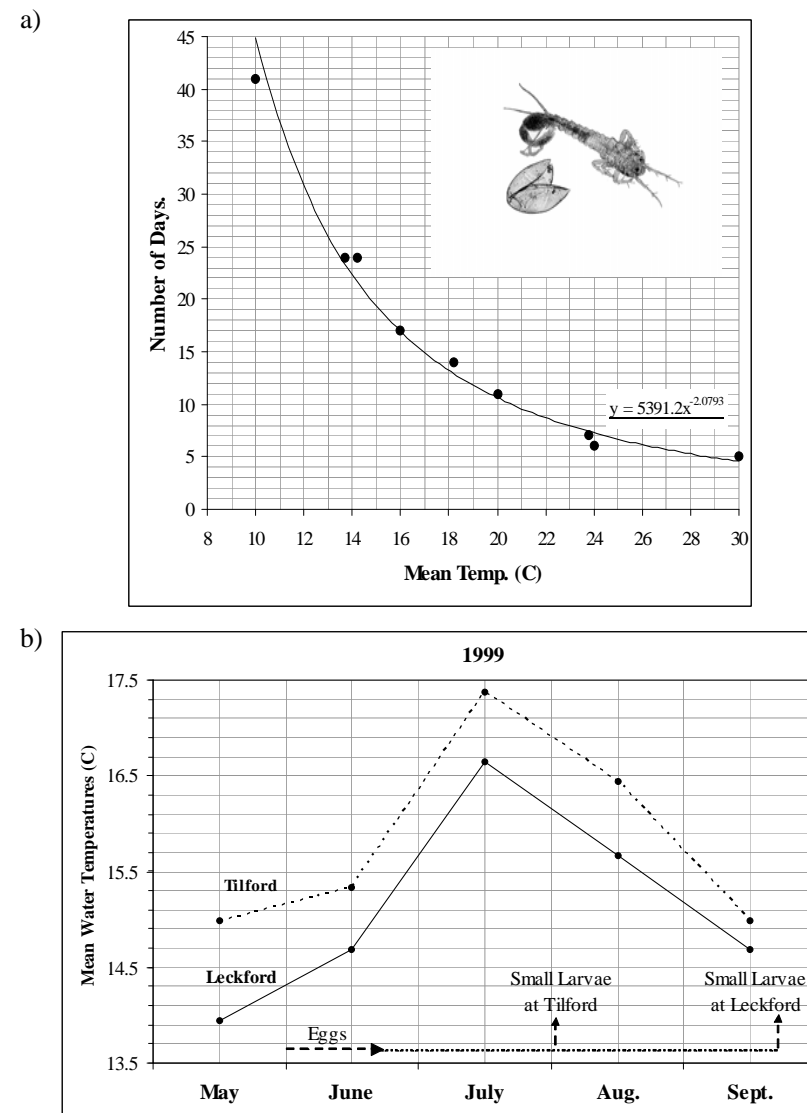 a)
45
40
35
30
25
20
15
10
5
0
Number of Days.
y = 5391.2x^-2.0793
8 10 12 14 16 18 20 22 24 26 28 30
Mean Temp. (C)
b)
1999
17.5
16.5
15.5
14.5
13.5
Mean Water Temperatures (C)
Tilford
Leckford
Small Larvae
at Tilford
Small Larvae
at Leckford
Eggs
May June July Aug. Sept.